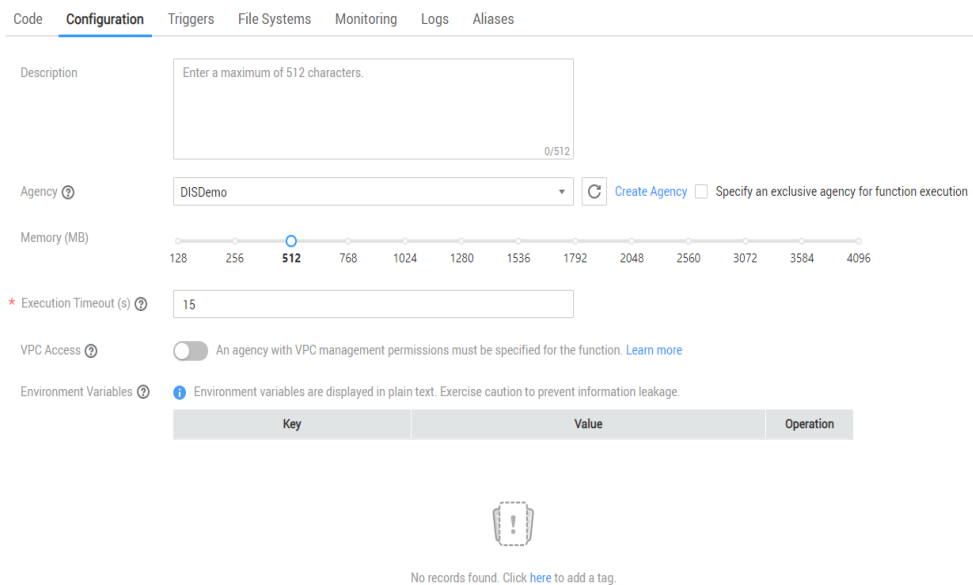 Code Configuration Triggers File Systems Monitoring Logs Aliases
Description
Enter a maximum of 512 characters.
0/512
Agency DISDemo Create Agency Specify an exclusive agency for function execution
Memory (MB)
128 256 512 768 1024 1280 1536 1792 2048 2560 3072 3584 4096
* Execution Timeout (s) 15
VPC Access An agency with VPC management permissions must be specified for the function. Learn more
Environment Variables Environment variables are displayed in plain text. Exercise caution to prevent information leakage.
Key Value Operation
No records found. Click here to add a tag.